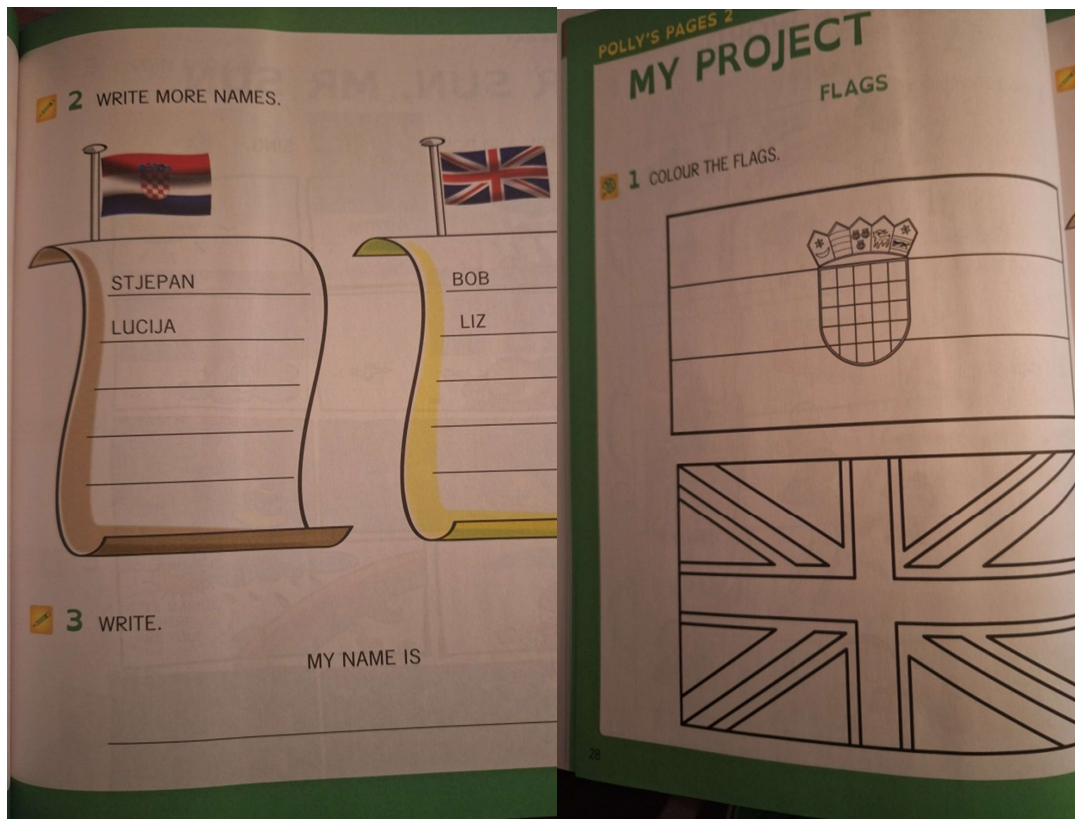 2 WRITE MORE NAMES.
STJEPAN
LUCIJA
BOB
LIZ
3 WRITE.
MY NAME IS
POLLY'S PAGES 2
MY PROJECT
FLAGS
1 COLOUR THE FLAGS.
28